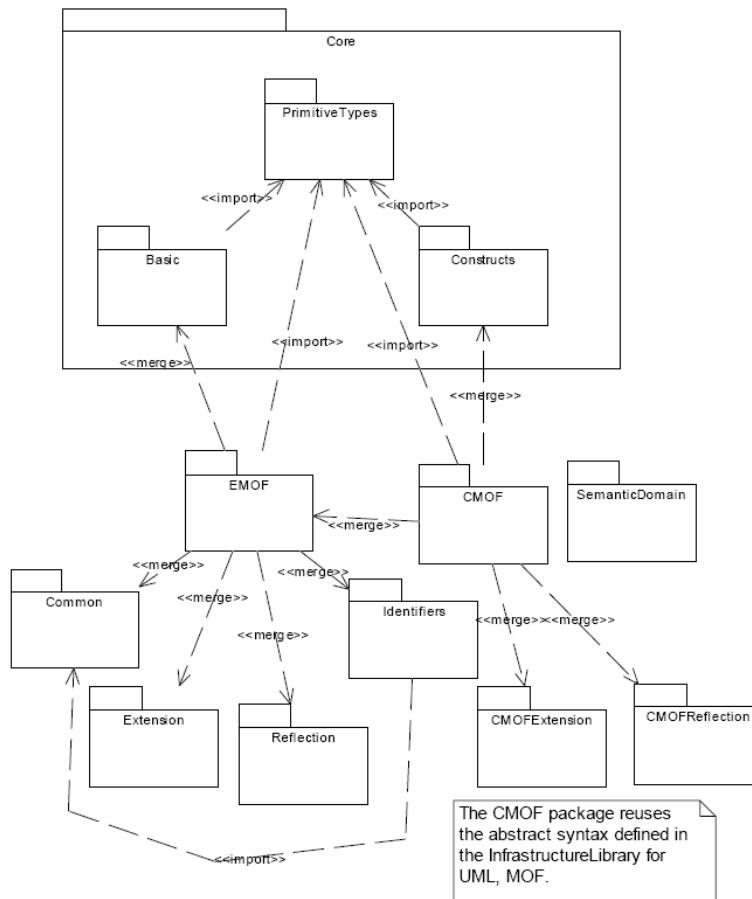 Core
PrimitiveTypes
<<import>>
<<import>>
Basic
Constructs
<<import>>
<<import>>
<<merge>>
<<merge>>
EMOF
CMOF
SemanticDomain
<<merge>>
<<merge>>
<<merge>>
Common
<<merge>>
Identifiers
<<merge>>
<<merge>>
<<merge>>
Extension
Reflection
CMOFExtension
CMOFReflection
The CMOF package reuses
the abstract syntax defined in
the InfrastructureLibrary for
UML, MOF.
<<import>>